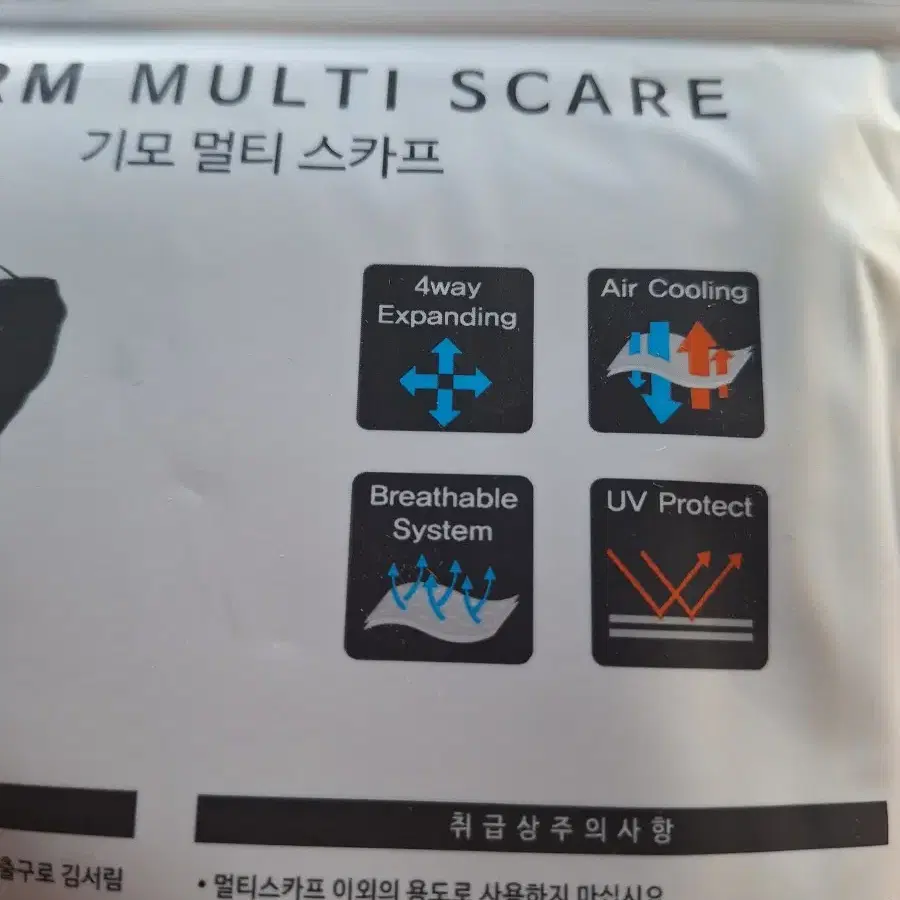 RM MULTI SCARE
기모 멀티 스카프
4way
Expanding
Air Cooling
Breathable
System
UV Protect
취급상주의사항
출구로 김서림
• 멀티스카프 이외의 용도로 사용하지 마십시오